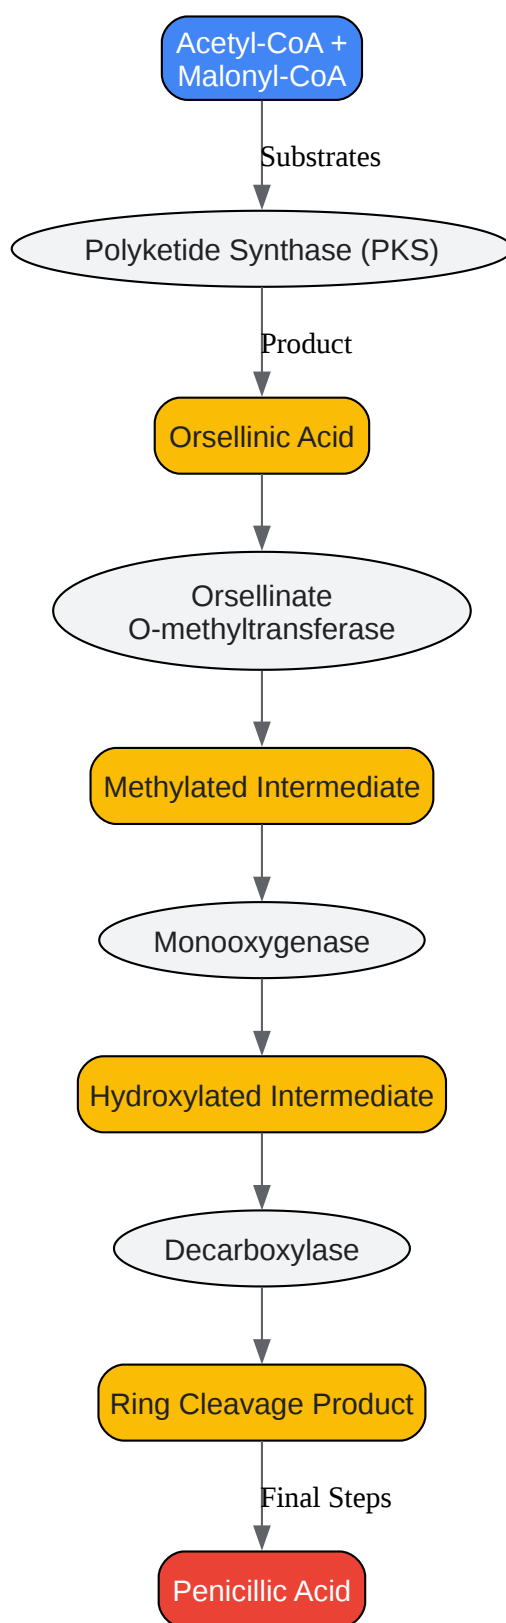 Acetyl-CoA +
Malonyl-CoA
Substrates
Polyketide Synthase (PKS)
Product
Orsellinic Acid
Orsellinate
O-methyltransferase
Methylated Intermediate
Monooxygenase
Hydroxylated Intermediate
Decarboxylase
Ring Cleavage Product
Final Steps
Penicillic Acid